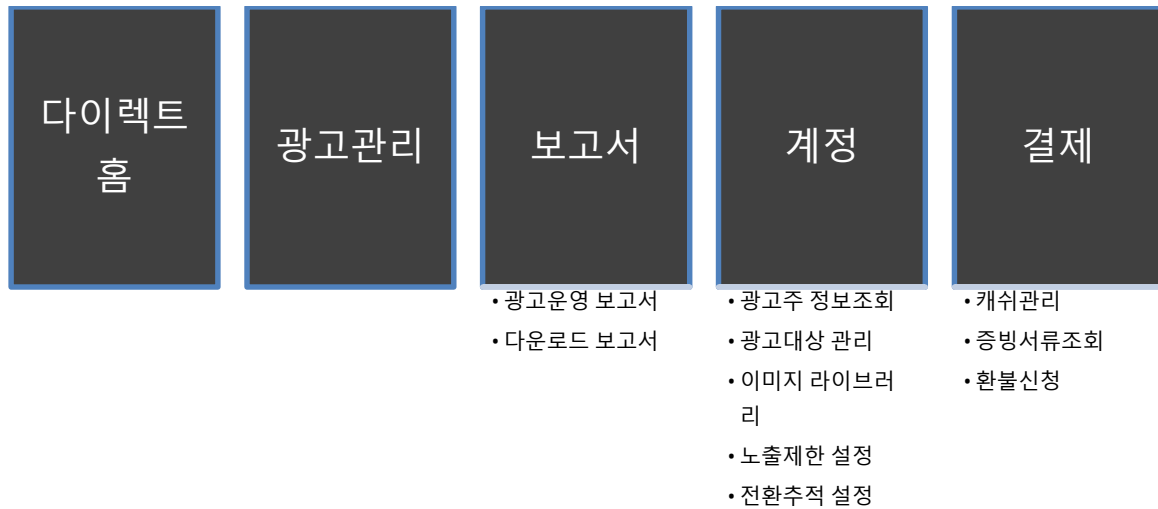 다이렉트
홈
광고관리
보고서
• 광고운영 보고서
• 다운로드 보고서
계정
• 광고주 정보조회
• 광고대상 관리
• 이미지 라이브러
리
• 노출제한 설정
• 전환추적 설정
결제
• 캐쉬관리
• 증빙서류조회
• 환불신청